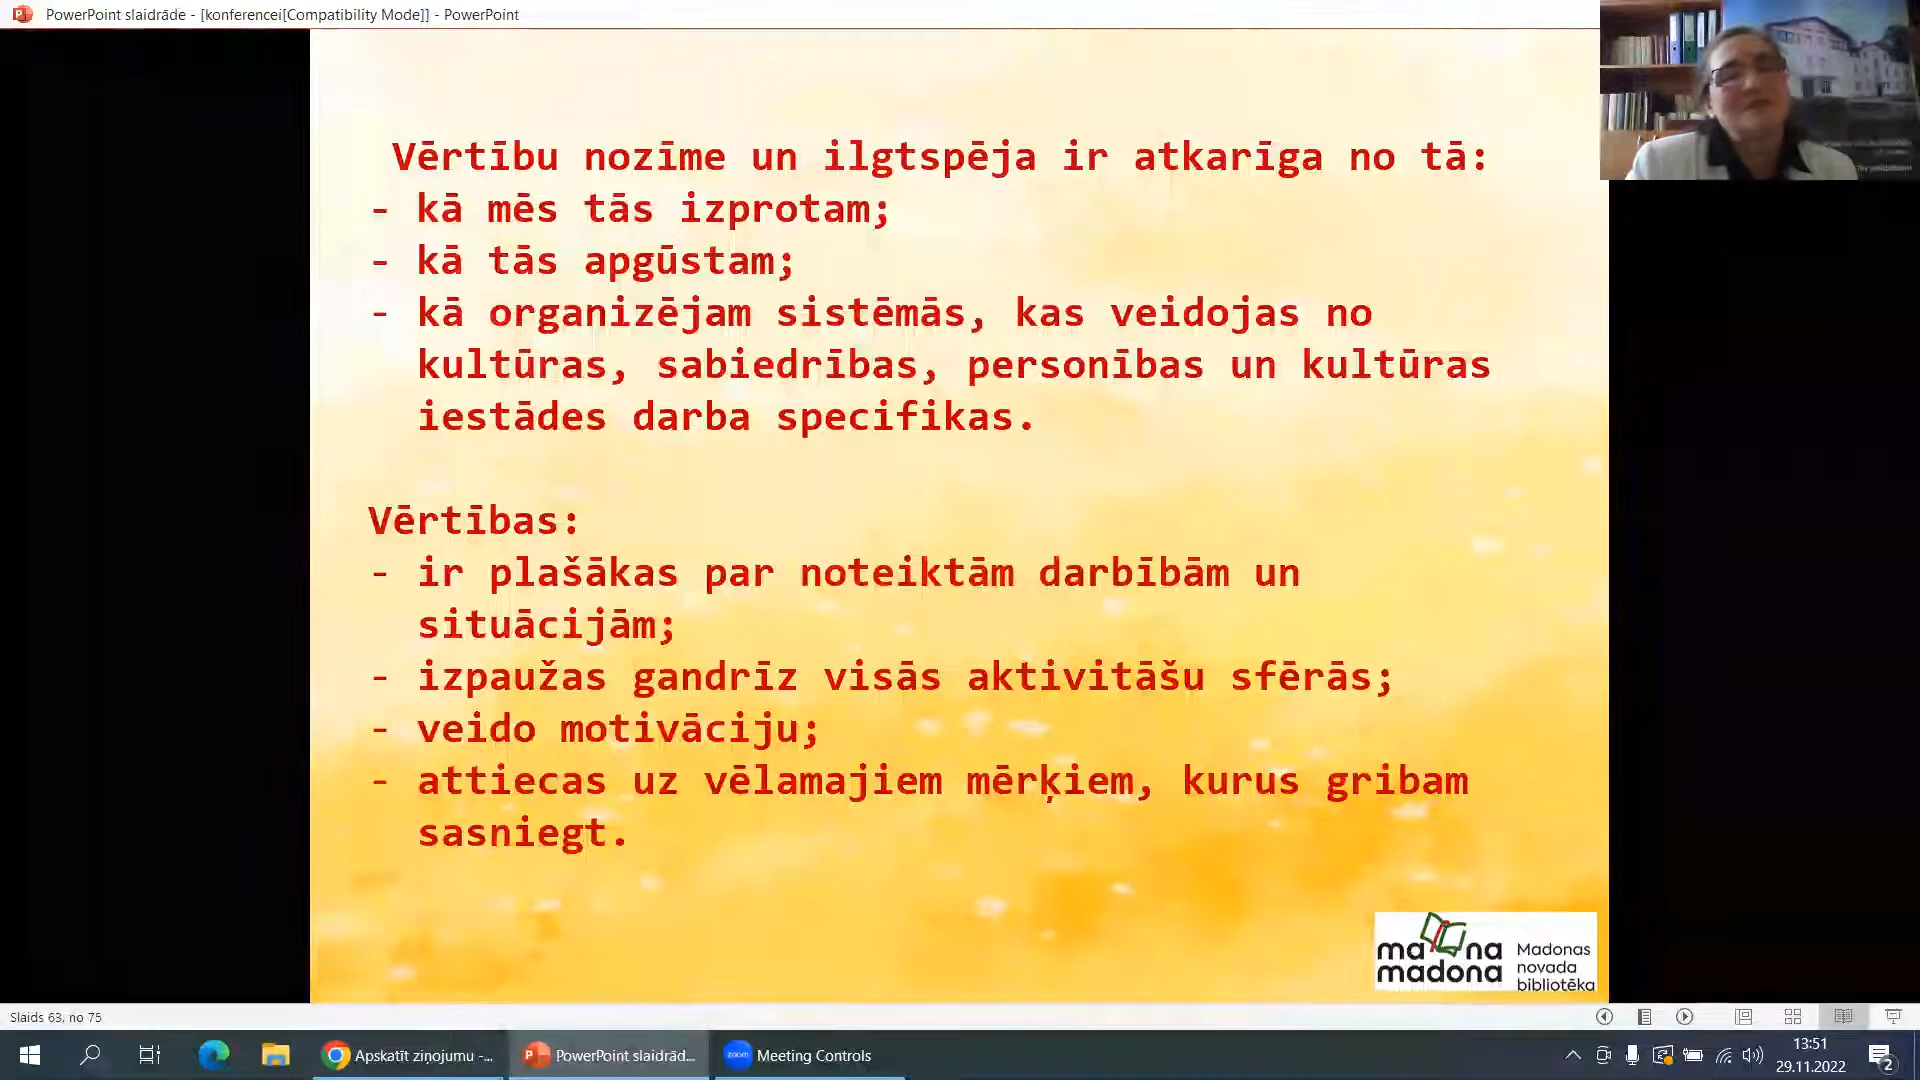 PowerPoint slaidrāde - [konferencei[Compatibility Mode]] - PowerPoint
Vērtību nozīme un ilgtspēja ir atkarīga no tā:
- kā mēs tās izprotam;
- kā tās apgūstam;
- kā organizējam sistēmās, kas veidojas no
kultūras, sabiedrības, personības un kultūras
iestādes darba specifikas.
Vērtības:
- ir plašākas par noteiktām darbībām un
situācijām;
- izpaužas gandrīz visās aktivitāšu sfērās;
- veido motivāciju;
- attiecas uz vēlamajiem mērķiem, kurus gribam
sasniegt.
ma na
madona
Madonas
novada
bibliotēka
Slaids 63, no 75
Apskatīt ziņojumu -...
PowerPoint slaidrād...
zoom
Meeting Controls
13:51
29.11.2022
2